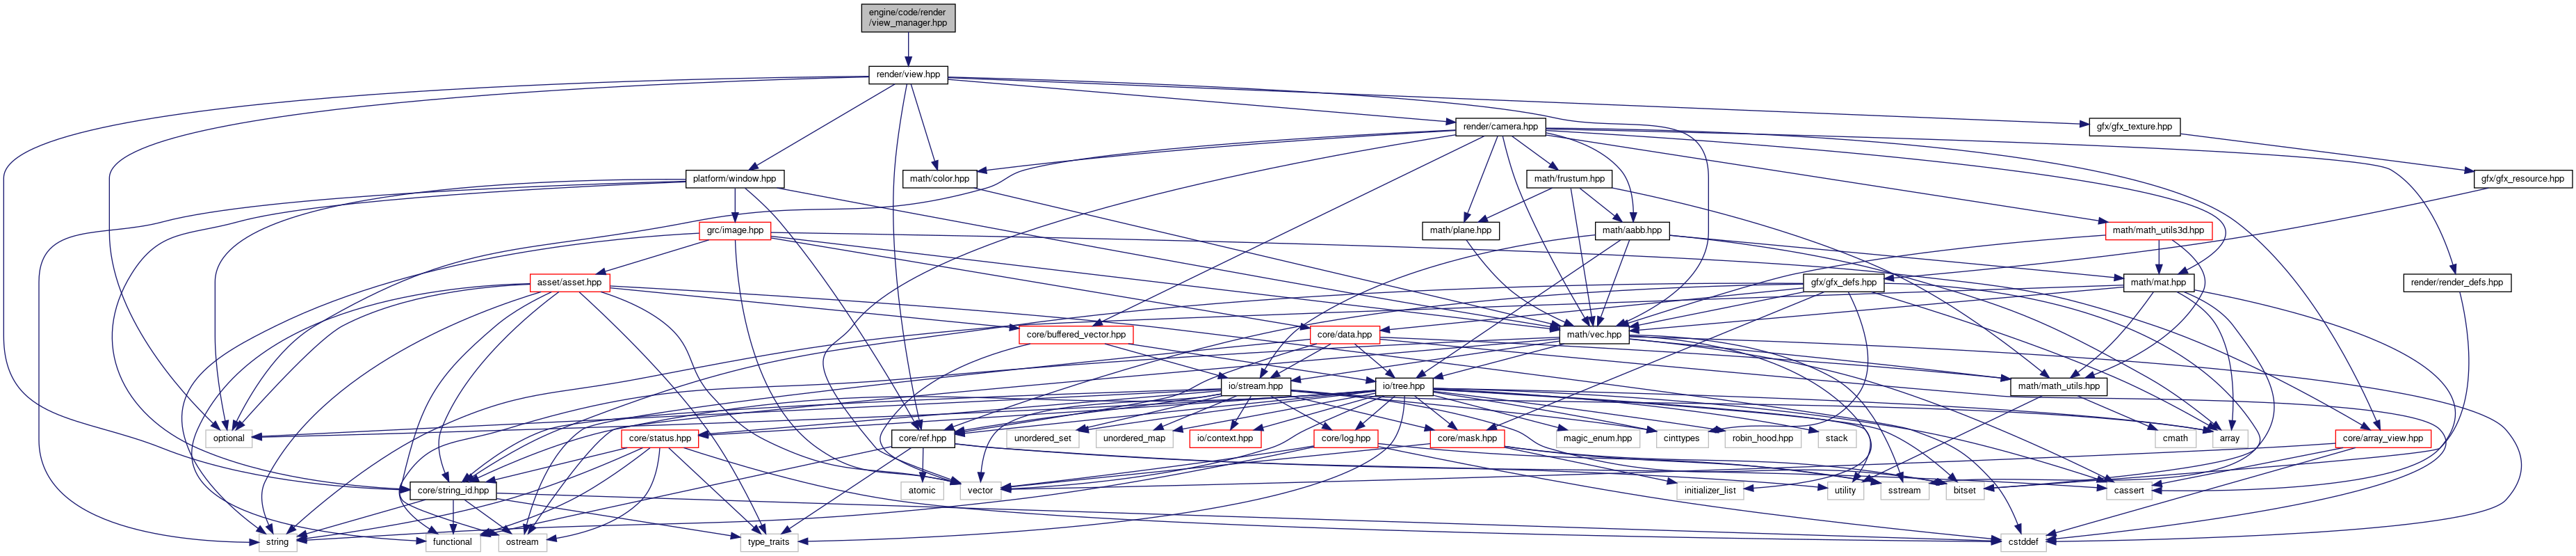 engine/code/render
/view_manager.hpp
render/view.hpp
render/camera.hpp
gfx/gfx_texture.hpp
platform/window.hpp
math/color.hpp
math/frustum.hpp
gfx/gfx_resource.hpp
grc/image.hpp
math/plane.hpp
math/aabb.hpp
math/math_utils3d.hpp
asset/asset.hpp
gfx/gfx_defs.hpp
math/mat.hpp
render/render_defs.hpp
core/buffered_vector.hpp
core/data.hpp
math/vec.hpp
io/stream.hpp
io/tree.hpp
math/math_utils.hpp
optional
core/status.hpp
core/ref.hpp
unordered_set
unordered_map
io/context.hpp
core/log.hpp
core/mask.hpp
magic_enum.hpp
cinttypes
robin_hood.hpp
stack
cmath
array
core/array_view.hpp
core/string_id.hpp
atomic
vector
initializer_list
utility
sstream
bitset
cassert
string
functional
ostream
type_traits
cstddef